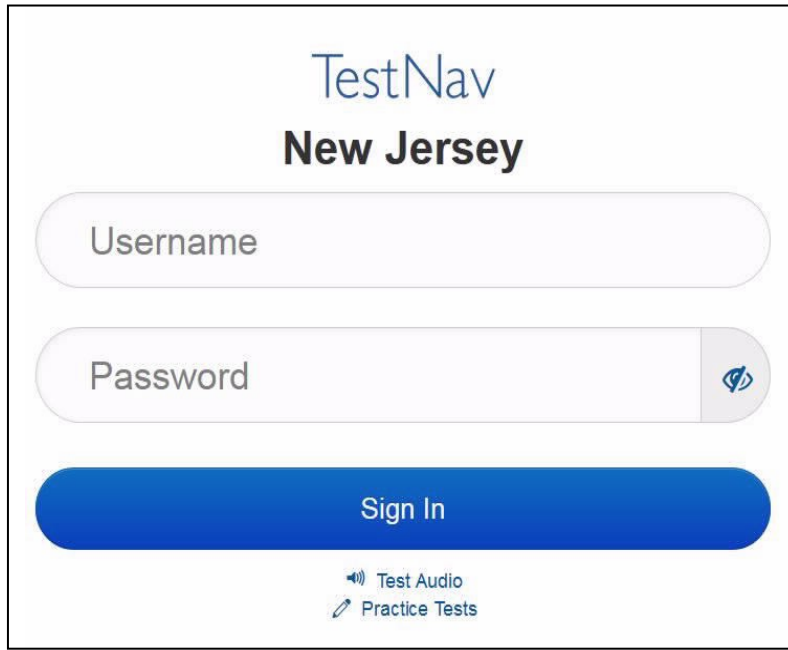 TestNav
New Jersey
Username
Password
Sign In
Test Audio
Practice Tests